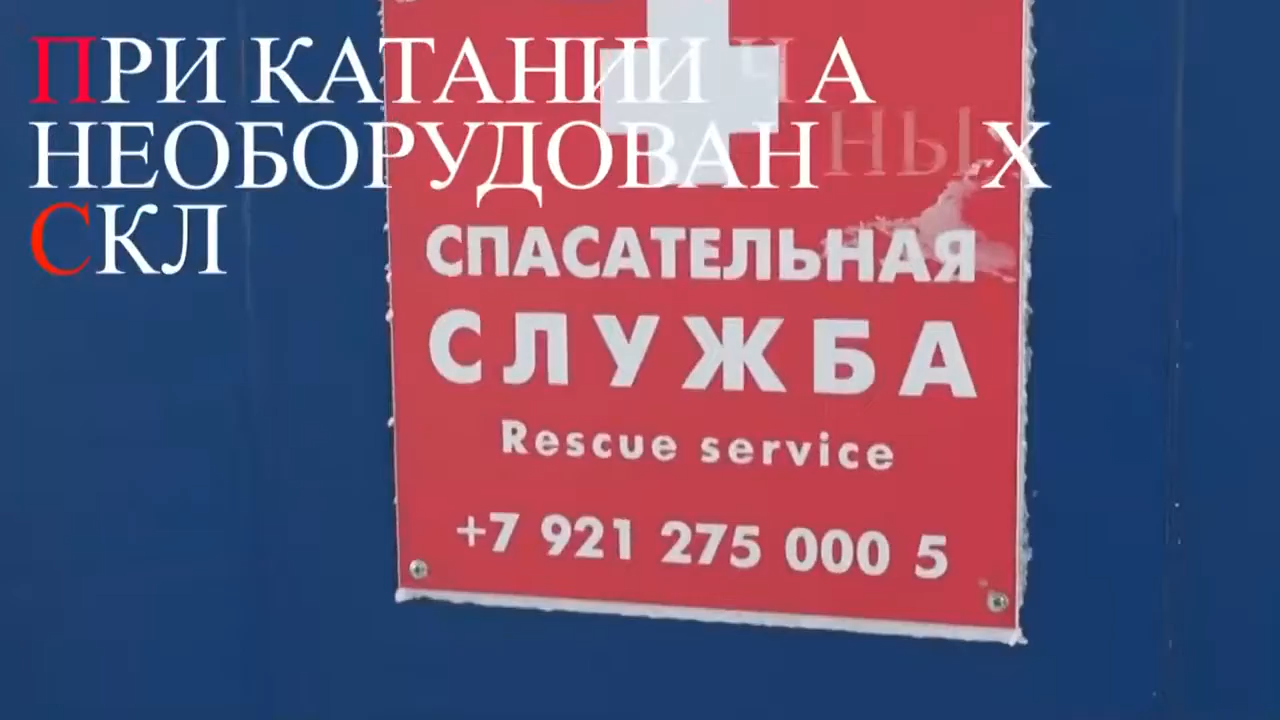 ПРИ КАТАНИИ НА
НЕОБОРУДОВАННЫХ
СКЛ
СПАСАТЕЛЬНАЯ
СЛУЖБА
Rescue service
+7 921 275 000 5